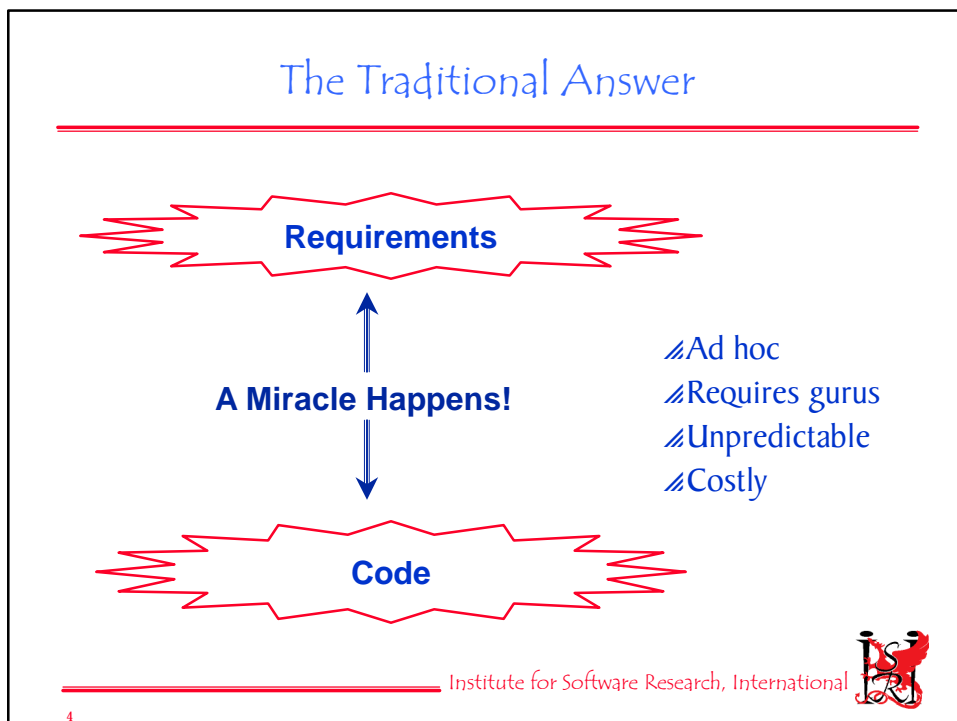 The Traditional Answer
Requirements
A Miracle Happens!
Code
Ad hoc
Requires gurus
Unpredictable
Costly
Institute for Software Research, International
ISRI
4